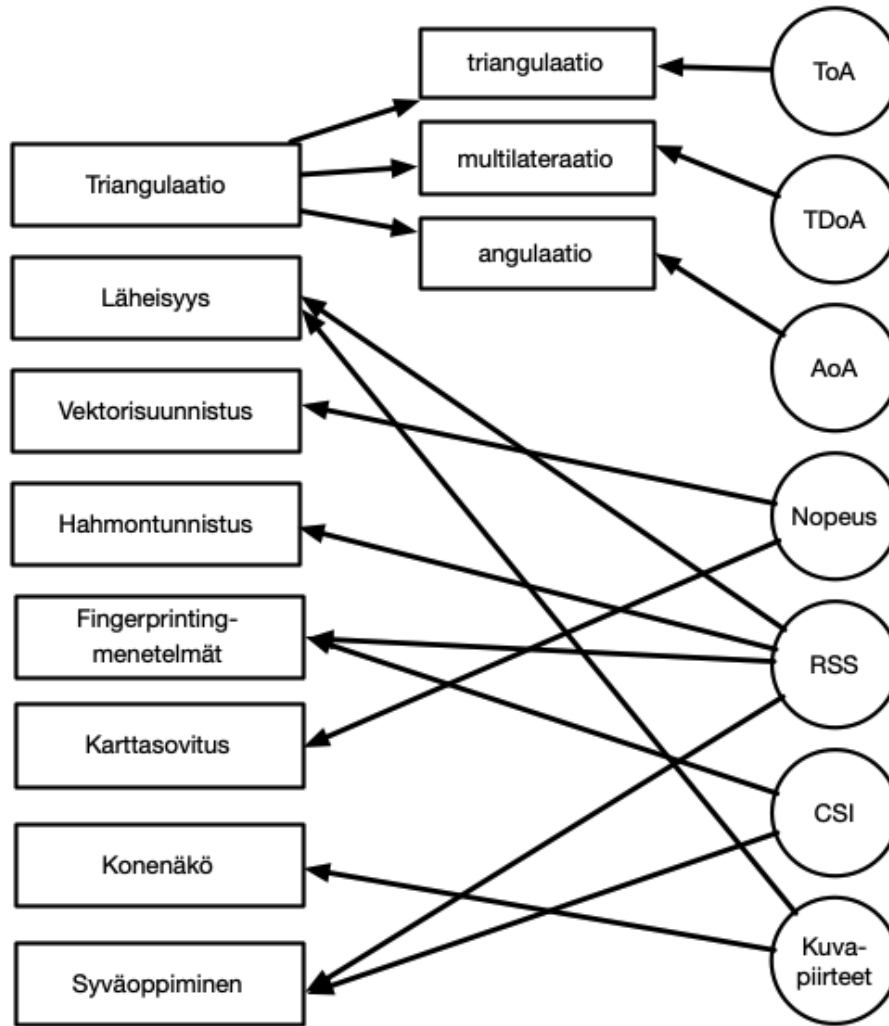 triangulaatio
ToA
Triangulaatio
multilateraatio
TDoA
angulaatio
Läheisyys
AoA
Vektorisuunnistus
Nopeus
Hahmontunnistus
Fingerprinting-
menetelmät
RSS
Karttasovitus
CSI
Konenäkö
Kuva-
piirteet
Syväoppiminen